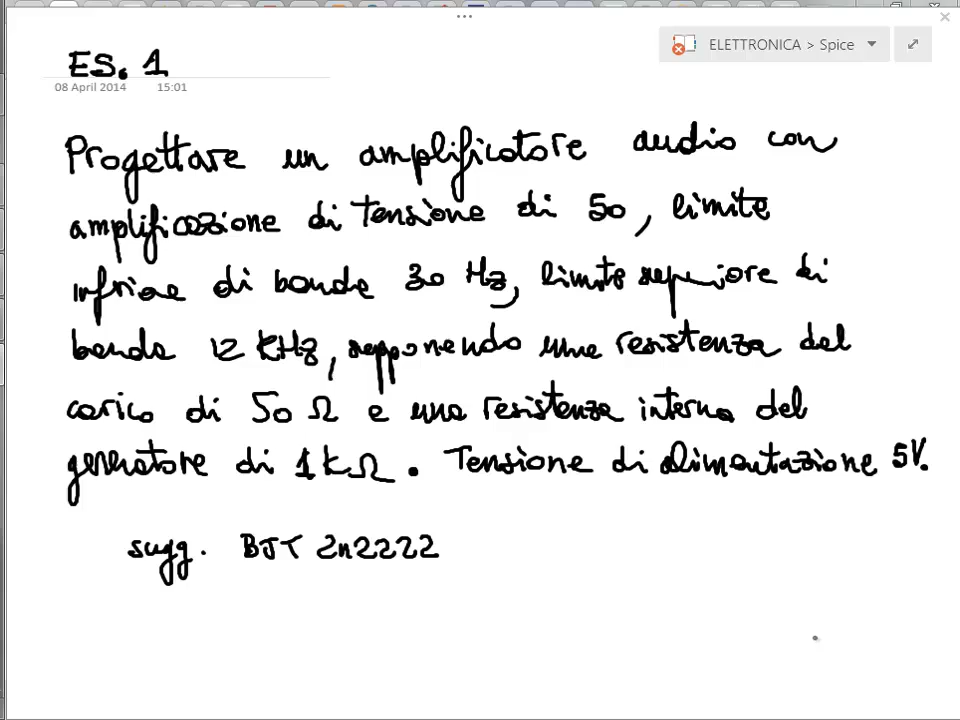 ELETTRONICA > Spice
ES. 1
08 April 2014 15:01
Progettare un amplificatore audio con
amplificazione di tensione di 50, limite
inferiore di banda 30 Hz, limite superiore di
banda 12 KHz, supponendo una resistenza del
carico di 50 Ω e una resistenza interna del
generatore di 1 kΩ. Tensione di alimentazione 5V.
sugg. BJT 2n2222